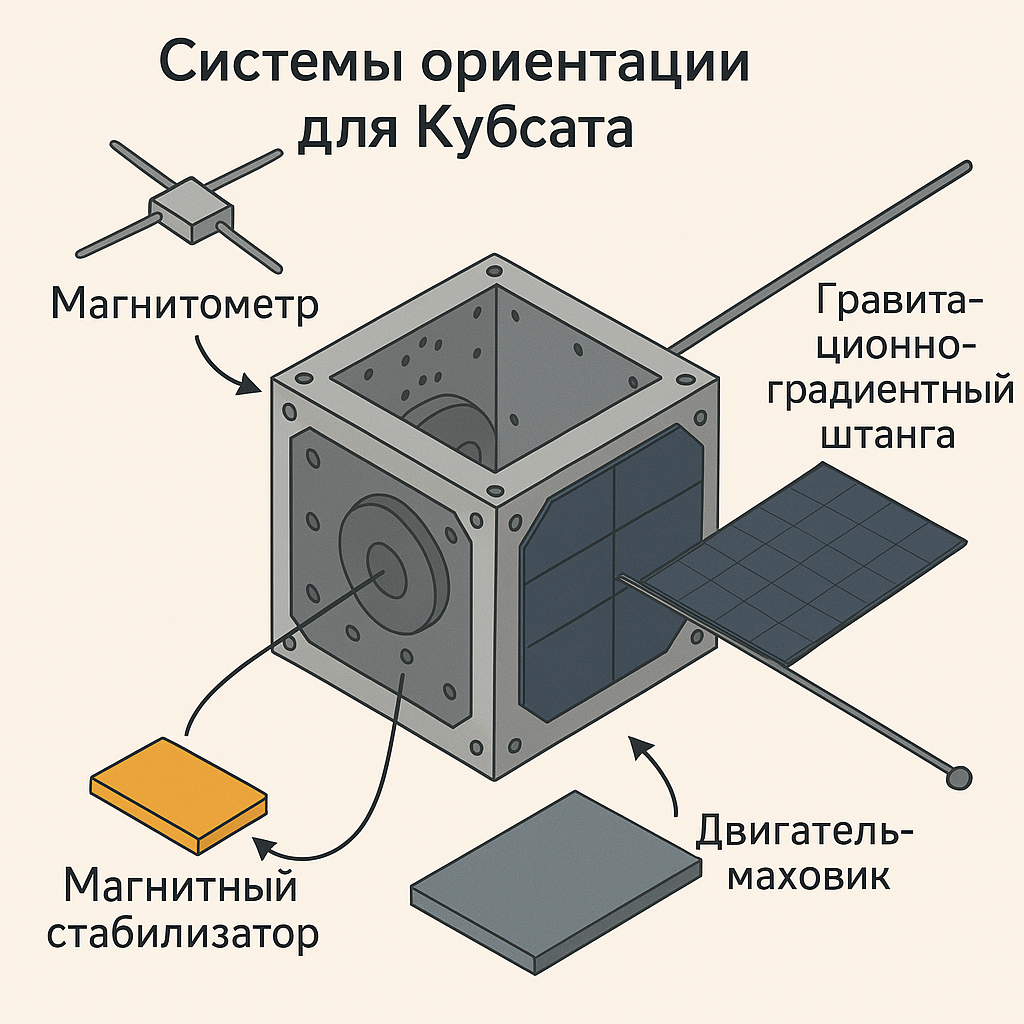 Системы ориентации
для Кубсата
Магнитометр
Гравита-
ционно-
градиентный
штанга
Двигатель-
маховик
Магнитный
стабилизатор